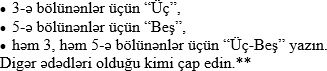 • 3-ə bölünənlər üçün “Üç”,
• 5-ə bölünənlər üçün “Beş”,
• həm 3, həm 5-ə bölünənlər üçün “Üç-Beş” yazın.
Digər ədədləri olduğu kimi çap edin.**